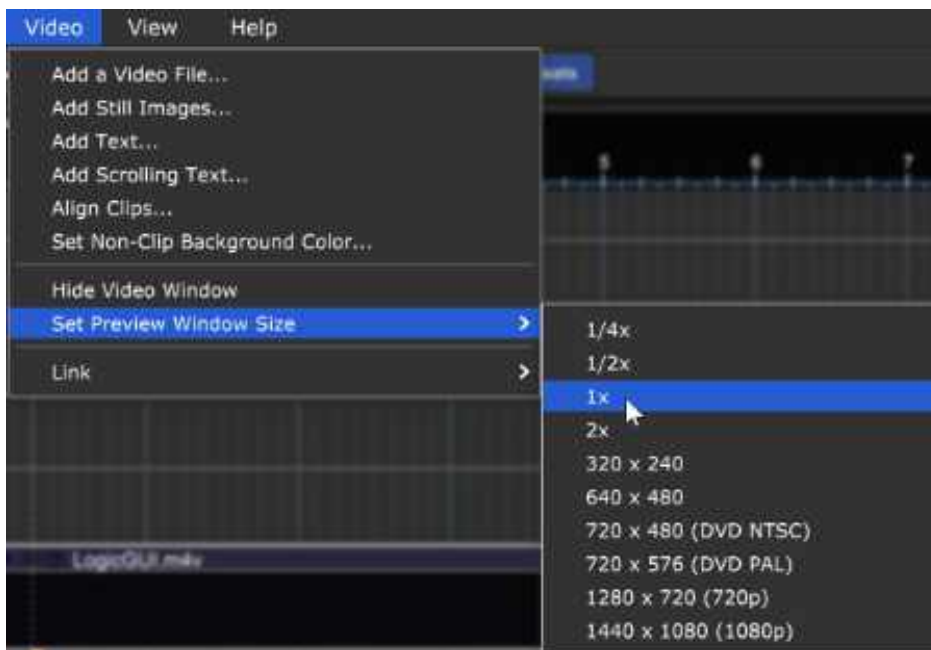 Video View Help
Add a Video File...
Add Still Images...
Add Text...
Add Scrolling Text...
Align Clips...
Set Non-Clip Background Color...
Hide Video Window
Set Preview Window Size
Link
5 6 7
1/4x
1/2x
1x
2x
320 x 240
640 x 480
720 x 480 (DVD NTSC)
720 x 576 (DVD PAL)
1280 x 720 (720p)
1440 x 1080 (1080p)
LogicGUI.m4v